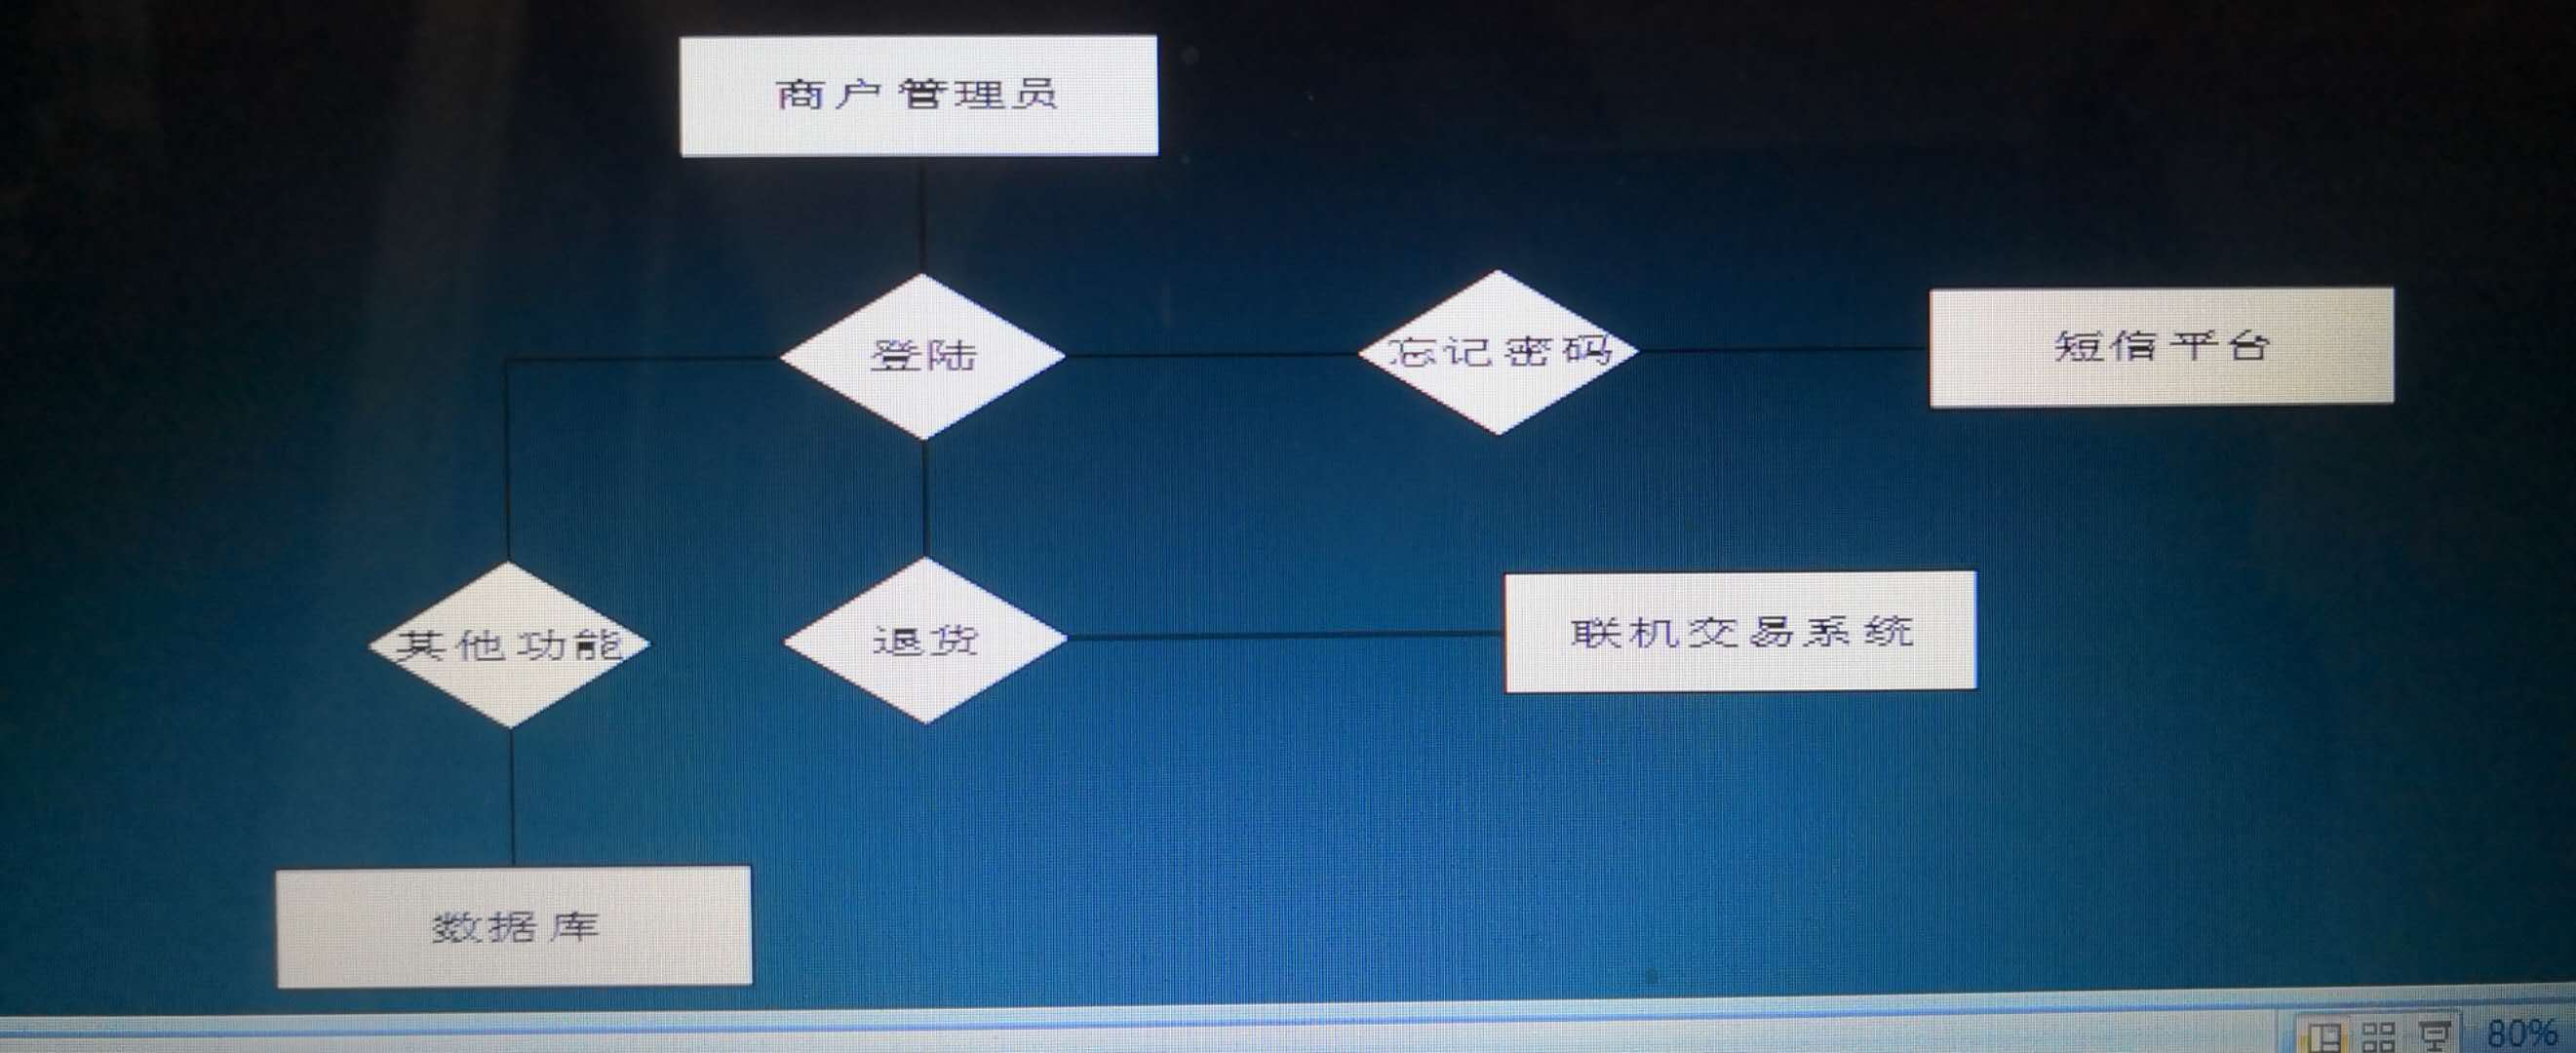 商户管理员
登陆
忘记密码
短信平台
其他功能
退货
联机交易系统
数据库
80%